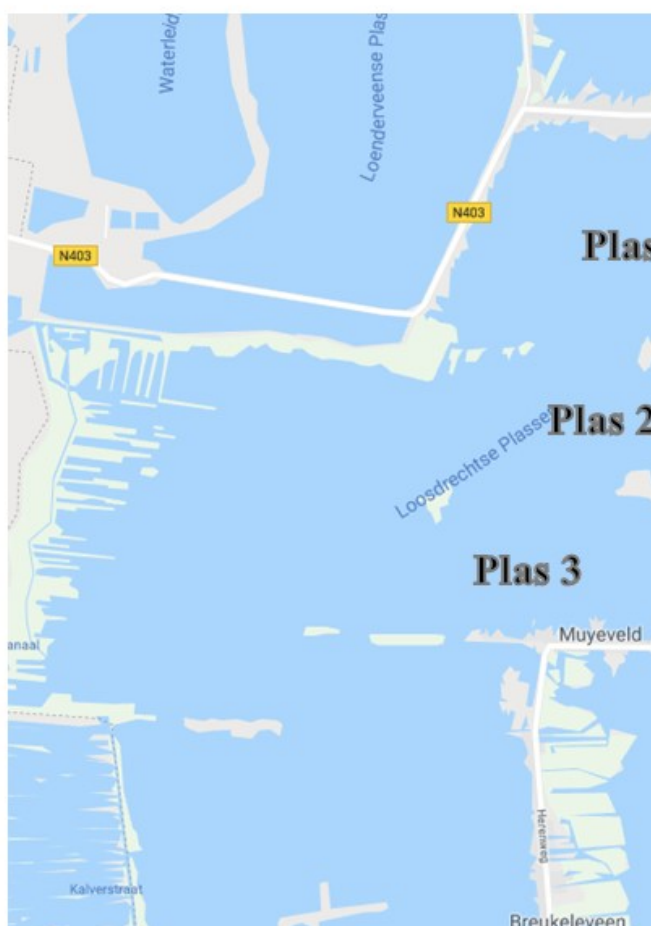 Waterleid
Loenderveense Plas
N403
Plas
N403
Plas 2
Loosdrechtse Plasse
Plas 3
Muyeveld
anaal
Herenweg
Kalverstraat
Breukeleveen